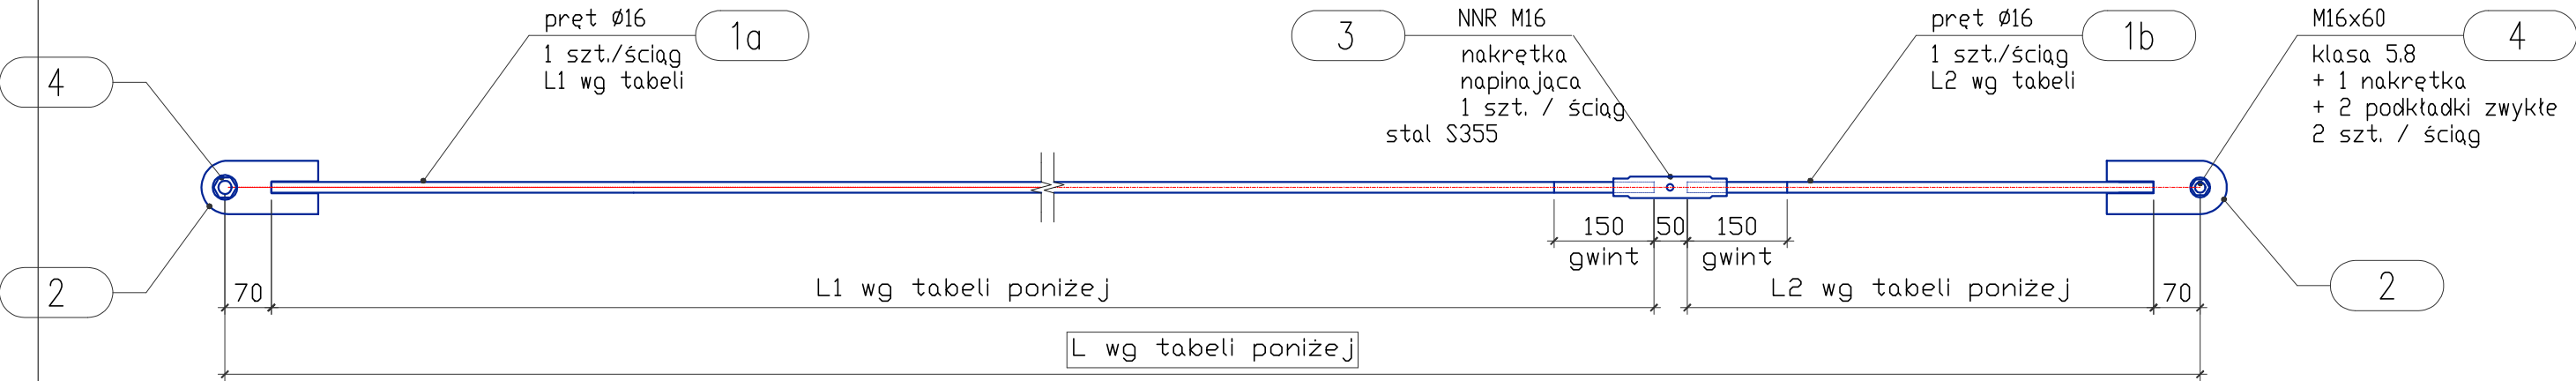 pręt Ø16
1a
1 szt./ściąg
L1 wg tabeli
4
2
3
NNR M16
nakrętka
napinająca
1 szt. / ściąg
stal S355
pręt Ø16
1b
1 szt./ściąg
L2 wg tabeli
M16x60
4
klasa 5.8
+ 1 nakrętka
+ 2 podkładki zwykłe
2 szt. / ściąg
2
150 50 150
gwint gwint
70 L1 wg tabeli poniżej L2 wg tabeli poniżej 70
L wg tabeli poniżej